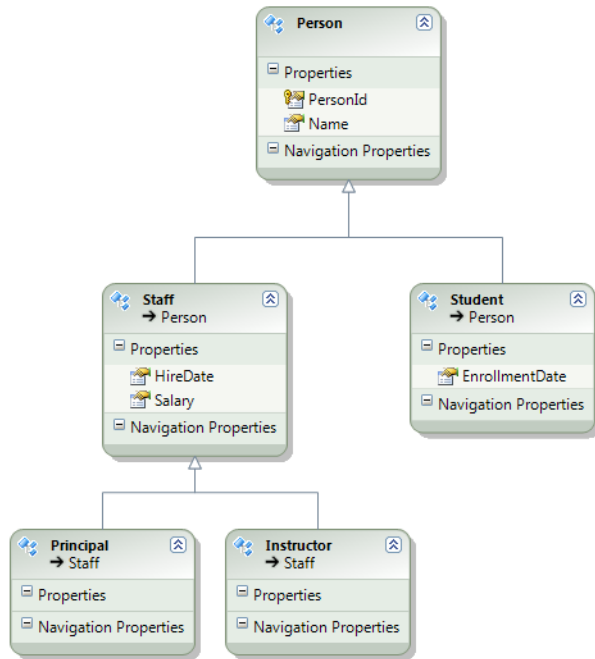 Person
Properties
PersonId
Name
Navigation Properties
Staff
➔ Person
Properties
HireDate
Salary
Navigation Properties
Student
➔ Person
Properties
EnrollmentDate
Navigation Properties
Principal
➔ Staff
Properties
Navigation Properties
Instructor
➔ Staff
Properties
Navigation Properties